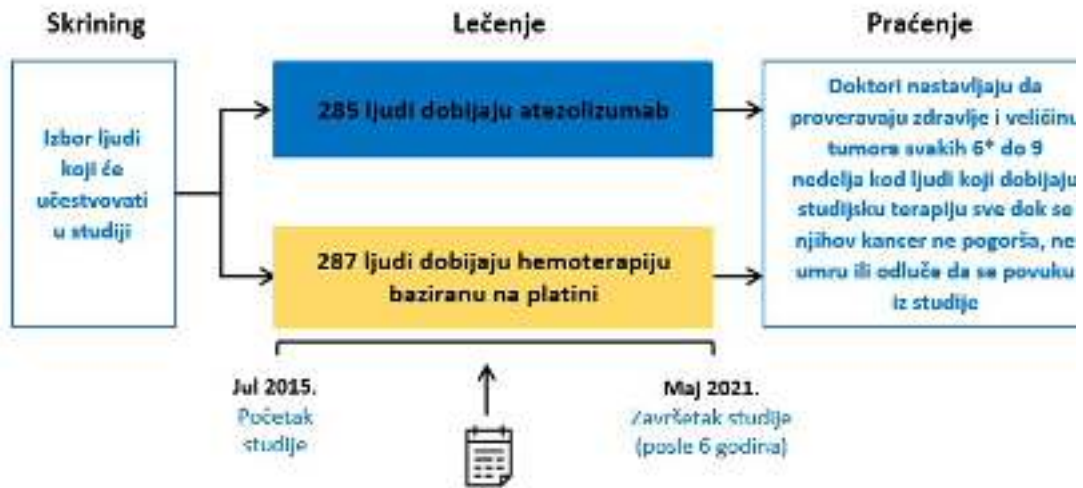 Skrining
Lečenje
Praćenje
Izbor ljudi
koji će
učestvovati
u studiji
285 ljudi dobijaju atezolizumab
287 ljudi dobijaju hemoterapiju
baziranu na platini
Doktori nastavljaju da
proveravaju zdravlje i veličinu
tumora svakih 6* do 9
nedelja kod ljudi koji dobijaju
studijsku terapiju sve dok se
njihov kancer ne pogorša, ne
umru ili odluče da se povuku
iz studije
Jul 2015.
Početak
studije
Maj 2021.
Završetak studije
(posle 6 godina)